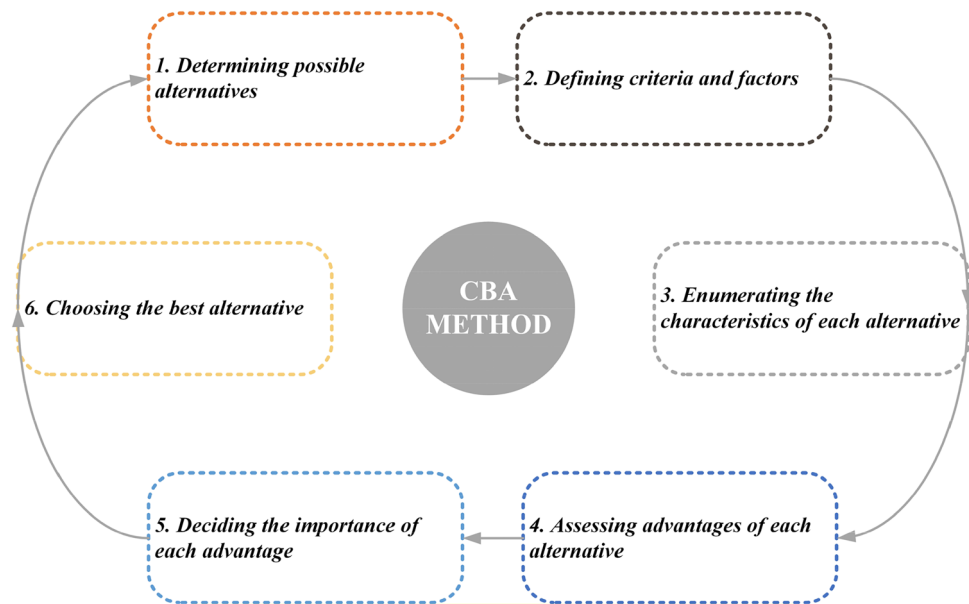 1. Determining possible
alternatives
2. Defining criteria and factors
3. Enumerating the
characteristics of each alternative
4. Assessing advantages of each
alternative
5. Deciding the importance of
each advantage
6. Choosing the best alternative
CBA
METHOD